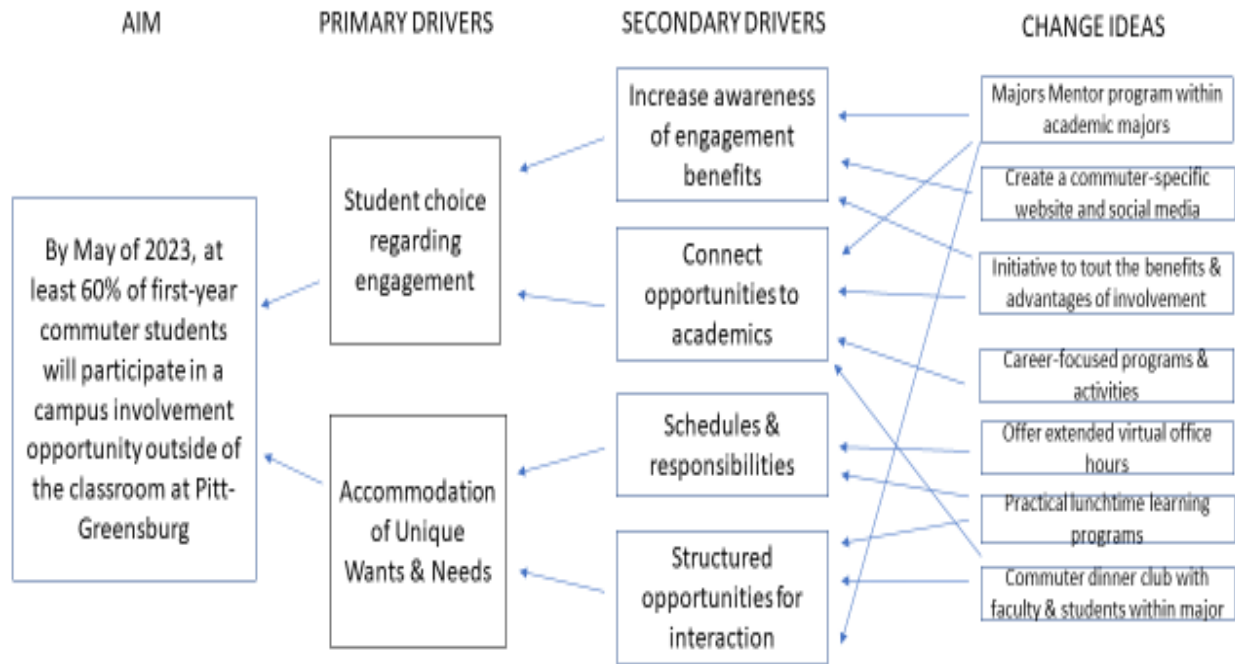 AIM
PRIMARY DRIVERS
SECONDARY DRIVERS
CHANGE IDEAS
By May of 2023, at
least 60% of first-year
commuter students
will participate in a
campus involvement
opportunity outside of
the classroom at Pitt-
Greensburg
Student choice
regarding
engagement
Accommodation
of Unique
Wants & Needs
Increase awareness
of engagement
benefits
Connect
opportunities to
academics
Schedules &
responsibilities
Structured
opportunities for
interaction
Majors Mentor program within
academic majors
Create a commuter-specific
website and social media
Initiative to tout the benefits &
advantages of involvement
Career-focused programs &
activities
Offer extended virtual office
hours
Practical lunchtime learning
programs
Commuter dinner club with
faculty & students within major